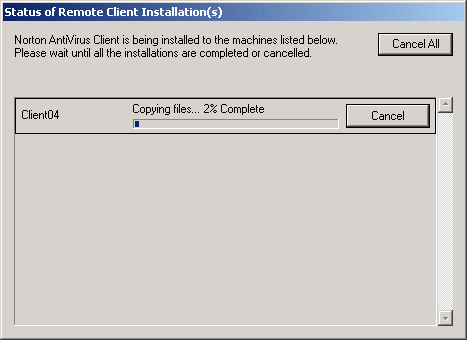 Status of Remote Client Installation(s)
Norton AntiVirus Client is being installed to the machines listed below.
Please wait until all the installations are completed or cancelled.
Cancel All
Client04
Copying files... 2% Complete
Cancel